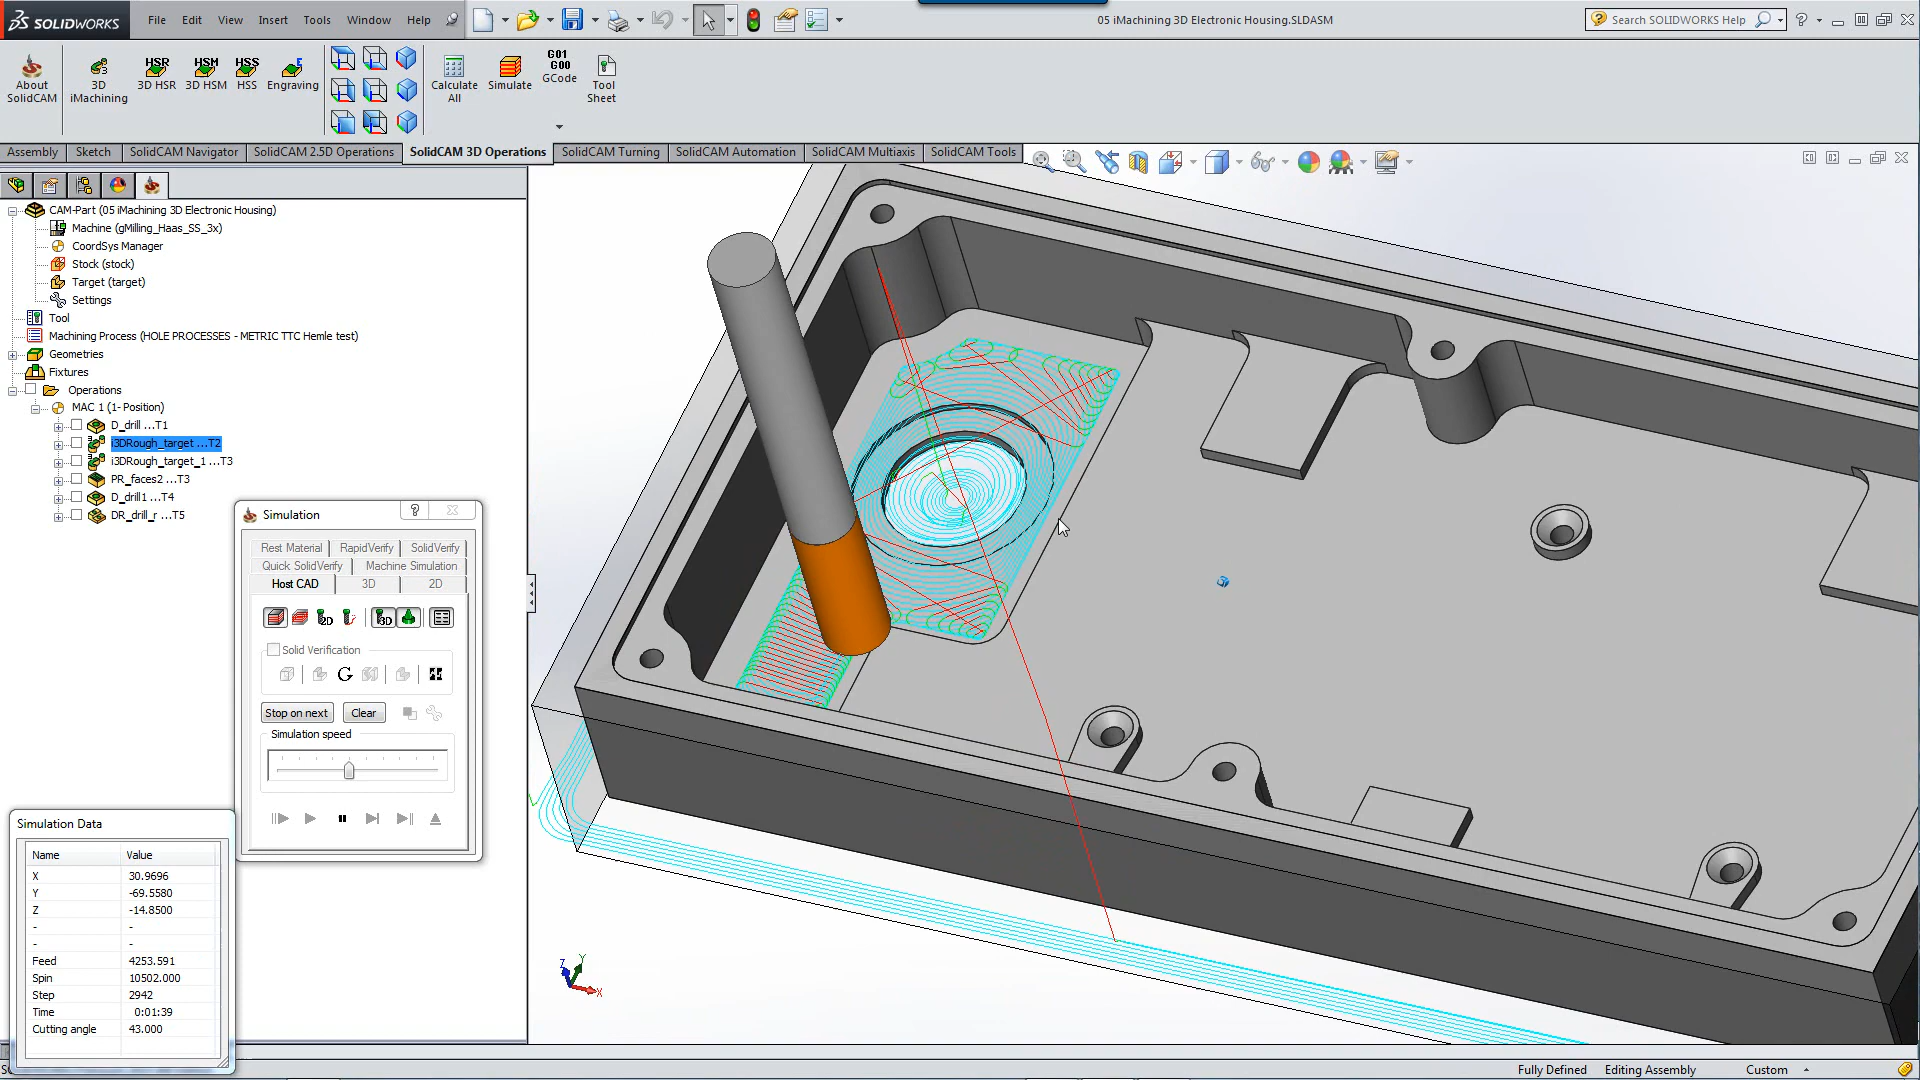 SOLIDWORKS File Edit View Insert Tools Window Help 05 iMachining 3D Electronic Housing.SLDASM Search SOLIDWORKS Help
About SolidCAM
3D iMachining
HSR 3D HSR
HSM 3D HSM
HSS HSS
Engraving
Calculate All
Simulate
G01 G00 GCode
Tool Sheet
Assembly Sketch SolidCAM Navigator SolidCAM 2.5D Operations SolidCAM 3D Operations SolidCAM Turning SolidCAM Automation SolidCAM Multiaxis SolidCAM Tools
CAM-Part (05 iMachining 3D Electronic Housing)
Machine (gMilling_Haas_SS_3x)
CoordSys Manager
Stock (stock)
Target (target)
Settings
Tool
Machining Process (HOLE PROCESSES - METRIC TTC Hemle test)
Geometries
Fixtures
Operations
MAC 1 (1- Position)
D_drill ...T1
i3DRough_target ...T2
i3DRough_target_1 ...T3
PR_faces2 ...T3
D_drill1 ...T4
DR_drill_r ...T5
Simulation
Rest Material RapidVerify SolidVerify
Quick SolidVerify Machine Simulation
Host CAD 3D 2D
2D 3D
Solid Verification
Stop on next Clear
Simulation speed
Simulation Data
Name Value
X 30.9696
Y -69.5580
Z -14.8500
- -
- -
Feed 4253.591
Spin 10502.000
Step 2942
Time 0:01:39
Cutting angle 43.000
Z Y X
Fully Defined Editing Assembly Custom